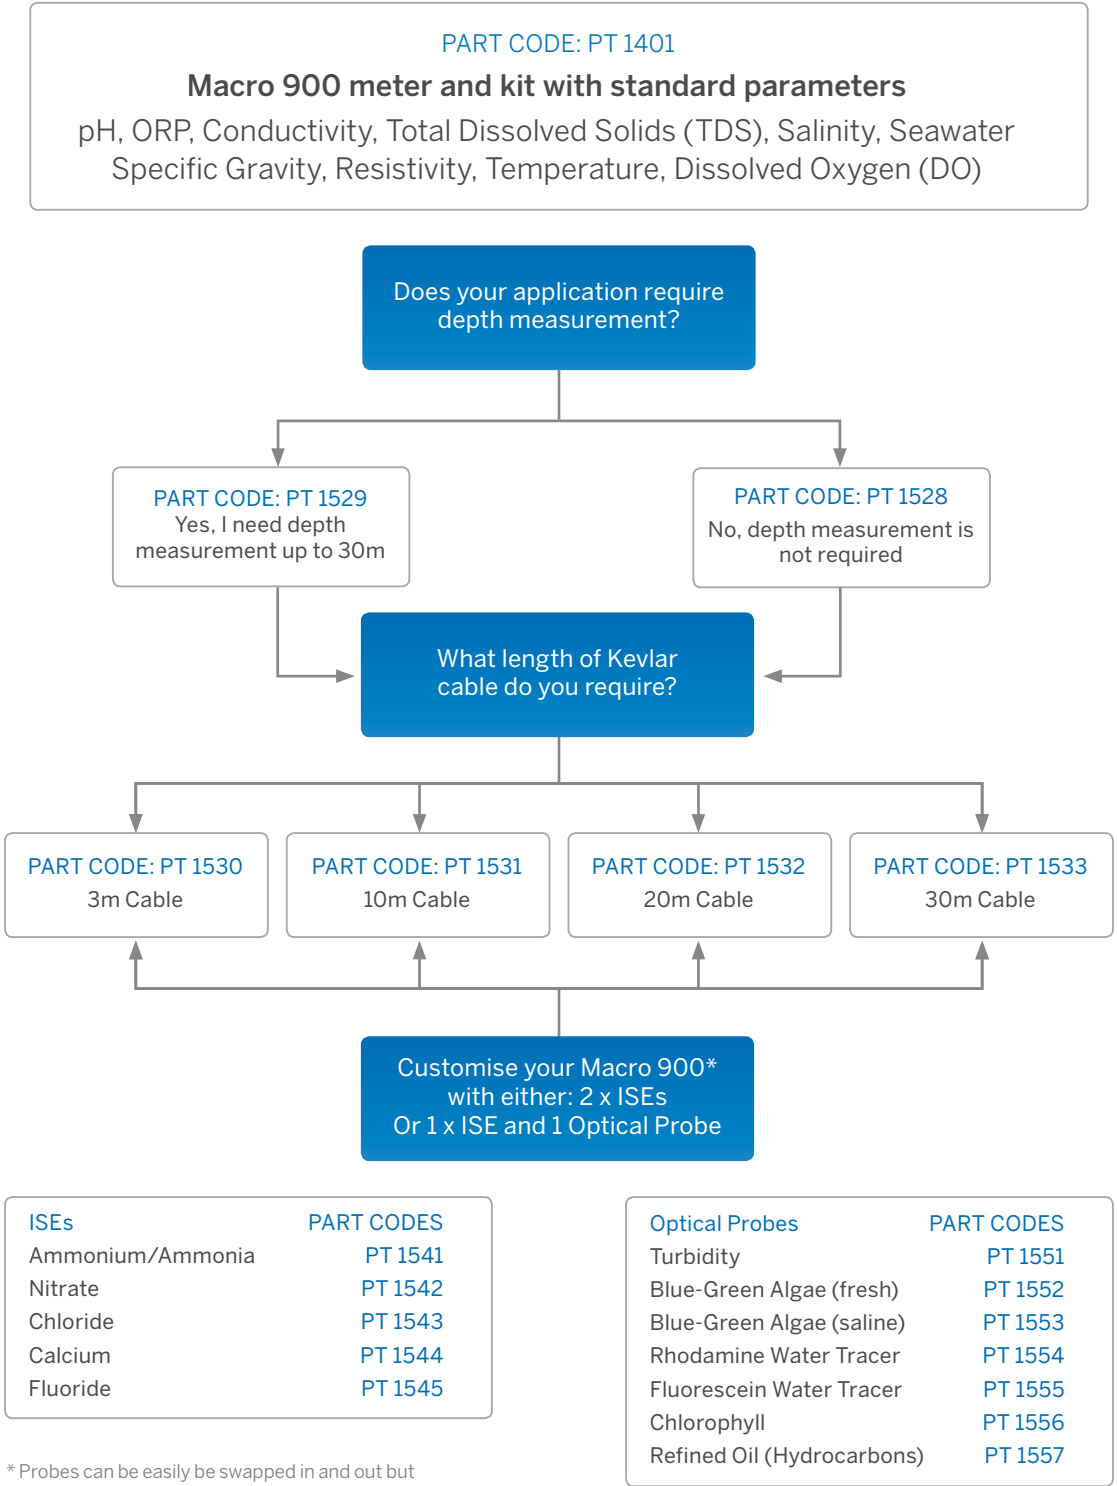 PART CODE: PT 1401
Macro 900 meter and kit with standard parameters
pH, ORP, Conductivity, Total Dissolved Solids (TDS), Salinity, Seawater
Specific Gravity, Resistivity, Temperature, Dissolved Oxygen (DO)
Does your application require
depth measurement?
PART CODE: PT 1529
Yes, I need depth
measurement up to 30m
PART CODE: PT 1528
No, depth measurement is
not required
What length of Kevlar
cable do you require?
PART CODE: PT 1530
3m Cable
PART CODE: PT 1531
10m Cable
PART CODE: PT 1532
20m Cable
PART CODE: PT 1533
30m Cable
Customise your Macro 900*
with either: 2 x ISEs
Or 1 x ISE and 1 Optical Probe
ISEs PART CODES
Ammonium/Ammonia PT 1541
Nitrate PT 1542
Chloride PT 1543
Calcium PT 1544
Fluoride PT 1545
Optical Probes PART CODES
Turbidity PT 1551
Blue-Green Algae (fresh) PT 1552
Blue-Green Algae (saline) PT 1553
Rhodamine Water Tracer PT 1554
Fluorescein Water Tracer PT 1555
Chlorophyll PT 1556
Refined Oil (Hydrocarbons) PT 1557
* Probes can be easily be swapped in and out but